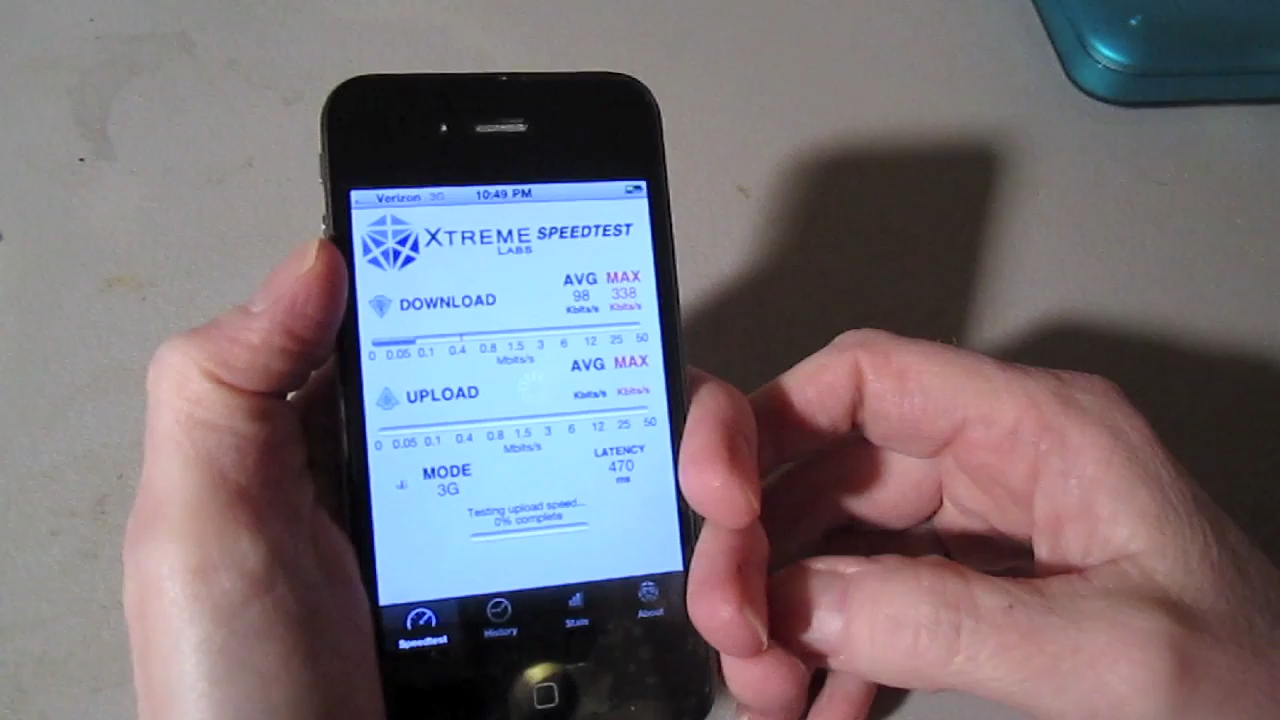 Verizon 3G 10:49 PM
XTREME SPEEDTEST
LABS
AVG MAX
DOWNLOAD 98 338
Kbits/s Kbits/s
0 0.05 0.1 0.4 0.8 1.5 3 6 12 25 50
Mbits/s
AVG MAX
UPLOAD Kbits/s Kbits/s
0 0.05 0.1 0.4 0.8 1.5 3 6 12 25 50
Mbits/s
MODE LATENCY
3G 470
ms
Testing upload speed...
0% complete
Speedtest History Stats About